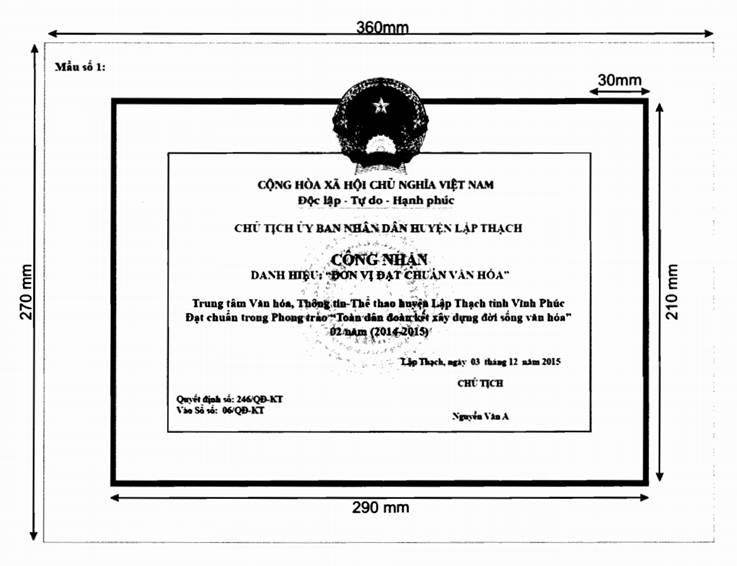 360mm
Mẫu số 1:
30mm
CỘNG HÒA XÃ HỘI CHỦ NGHĨA VIỆT NAM
Độc lập - Tự do - Hạnh phúc
CHỦ TỊCH ỦY BAN NHÂN DÂN HUYỆN LẬP THẠCH
CÔNG NHẬN
DANH HIỆU: “ĐƠN VỊ ĐẠT CHUẨN VĂN HÓA”
270 mm
210 mm
Trung tâm Văn hóa, Thông tin-Thể thao huyện Lập Thạch tỉnh Vĩnh Phúc
Đạt chuẩn trong Phong trào “Toàn dân đoàn kết xây dựng đời sống văn hóa”
02 năm (2014-2015)
Lập Thạch, ngày 03 tháng 12 năm 2015
CHỦ TỊCH
Quyết định số: 246/QĐ-KT
Vào Sổ số: 06/QĐ-KT
Nguyễn Văn A
290 mm